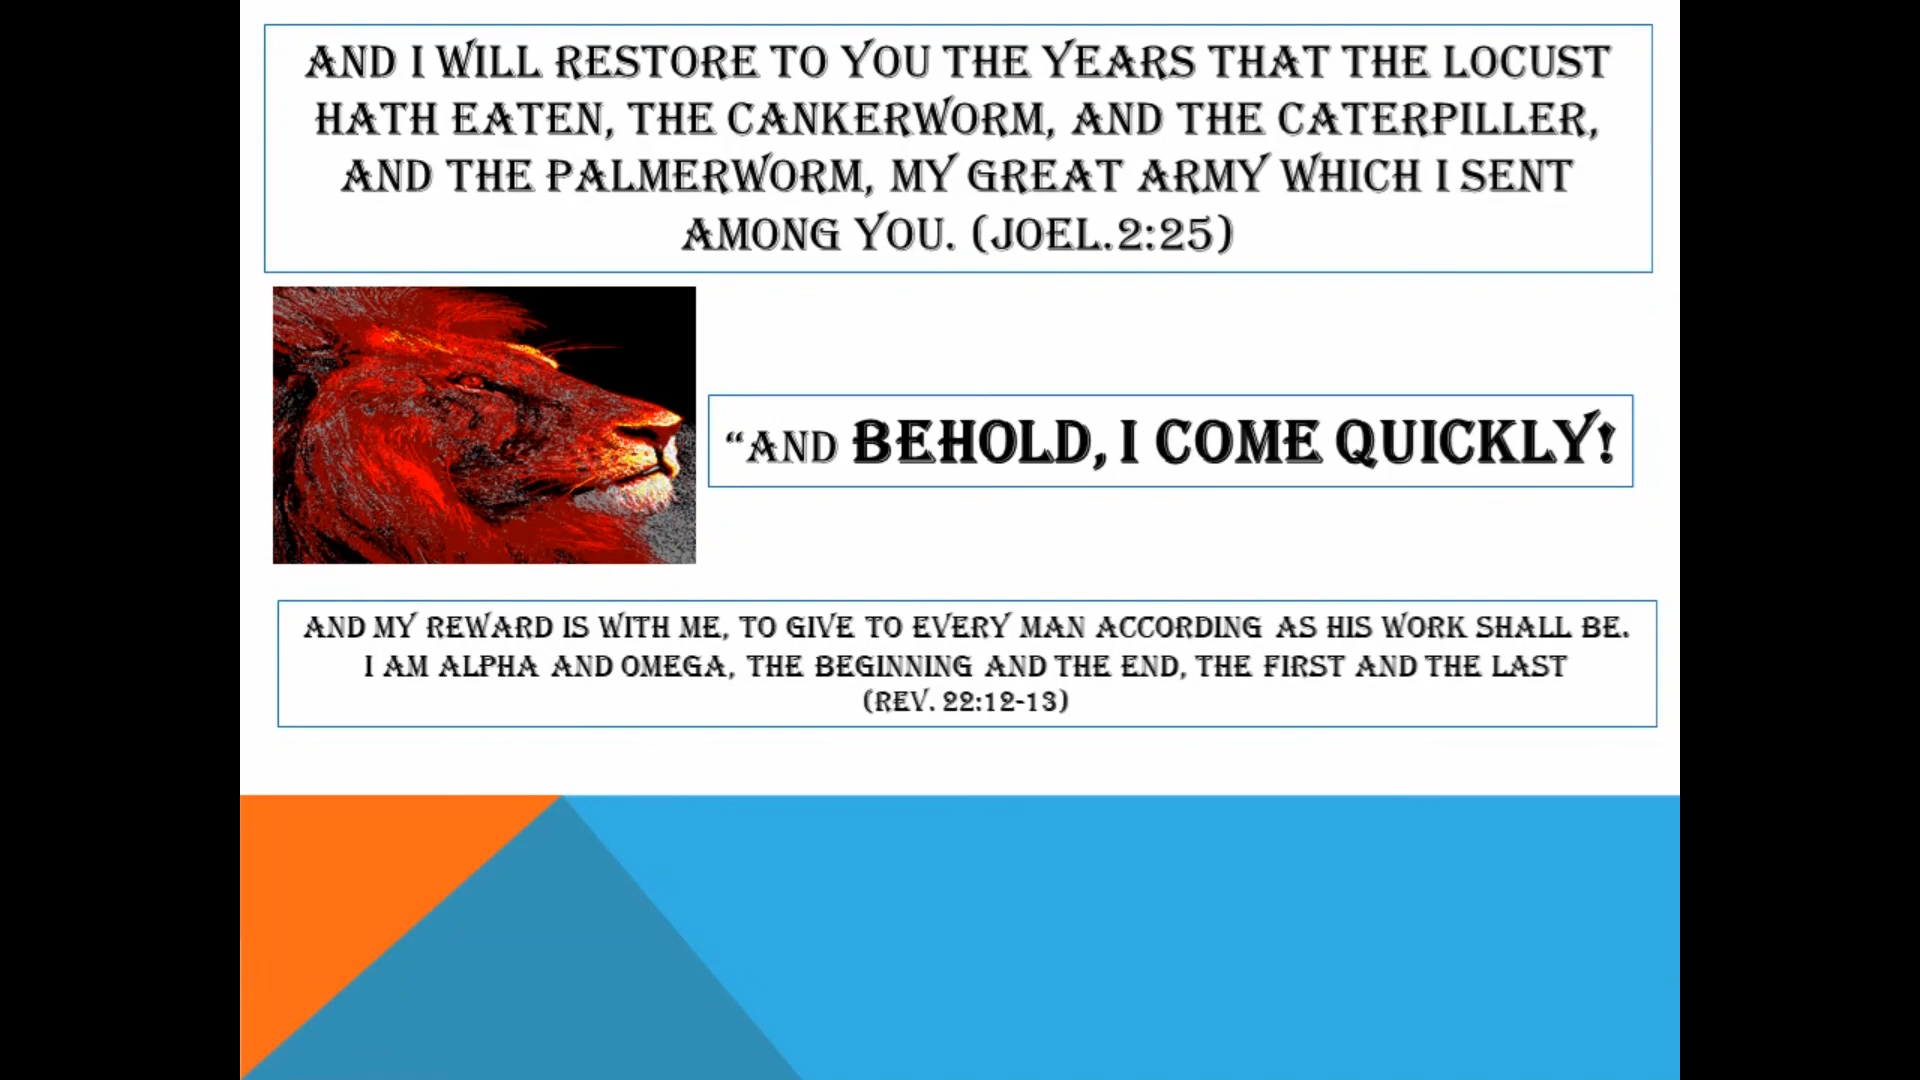 AND I WILL RESTORE TO YOU THE YEARS THAT THE LOCUST
HATH EATEN, THE CANKERWORM, AND THE CATERPILLER,
AND THE PALMERWORM, MY GREAT ARMY WHICH I SENT
AMONG YOU. (JOEL.2:25)
“AND BEHOLD, I COME QUICKLY!
AND MY REWARD IS WITH ME, TO GIVE TO EVERY MAN ACCORDING AS HIS WORK SHALL BE.
I AM ALPHA AND OMEGA, THE BEGINNING AND THE END, THE FIRST AND THE LAST
(REV. 22:12-13)